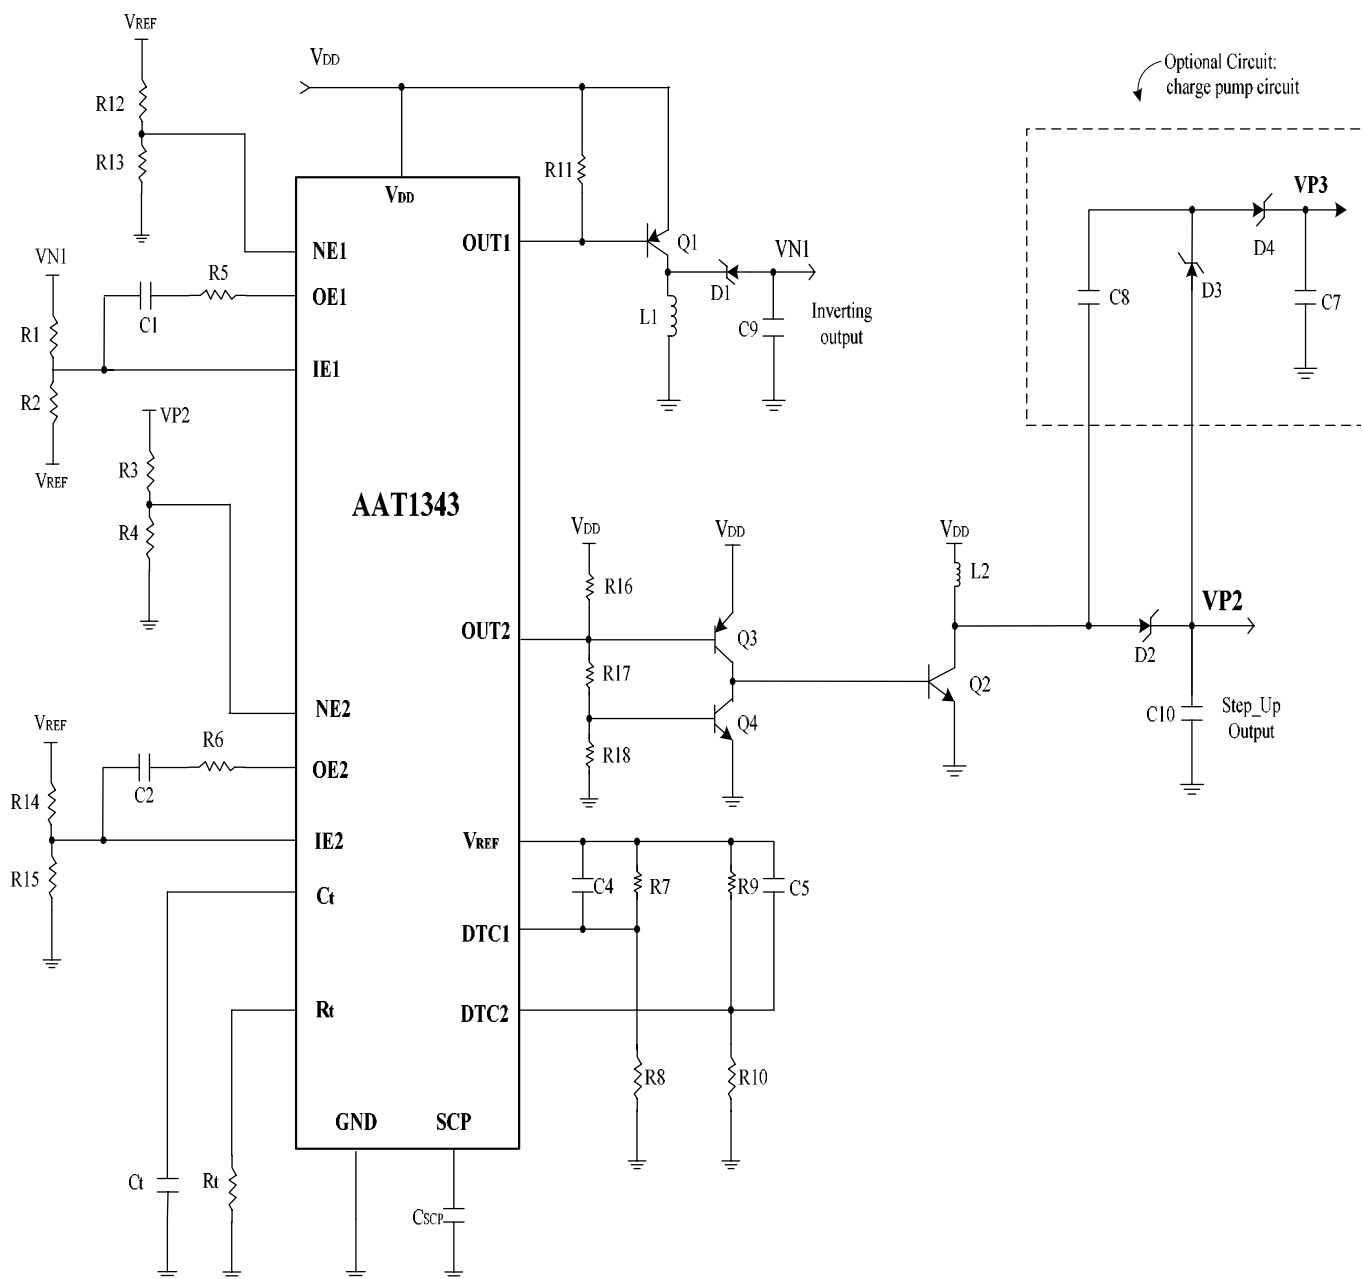 VREF
VDD
Optional Circuit:
charge pump circuit
R12
R13
R11
VDD
VP3
OUT1
Q1
NE1
VN1
VN1
D4
R5
OE1
D1
D3
C8
C7
C1
L1
C9
Inverting
output
R1
IE1
R2
VP2
VREF
R3
AAT1343
R4
VDD
VDD
VDD
R16
L2
VP2
OUT2
Q3
D2
R17
Q2
NE2
C10
Step_Up
Output
VREF
Q4
R6
R18
OE2
C2
R14
IE2
VREF
R15
C4
R7
R9
C5
Ct
DTC1
Rt
DTC2
R8
R10
GND
SCP
Ct
Rt
CSCP